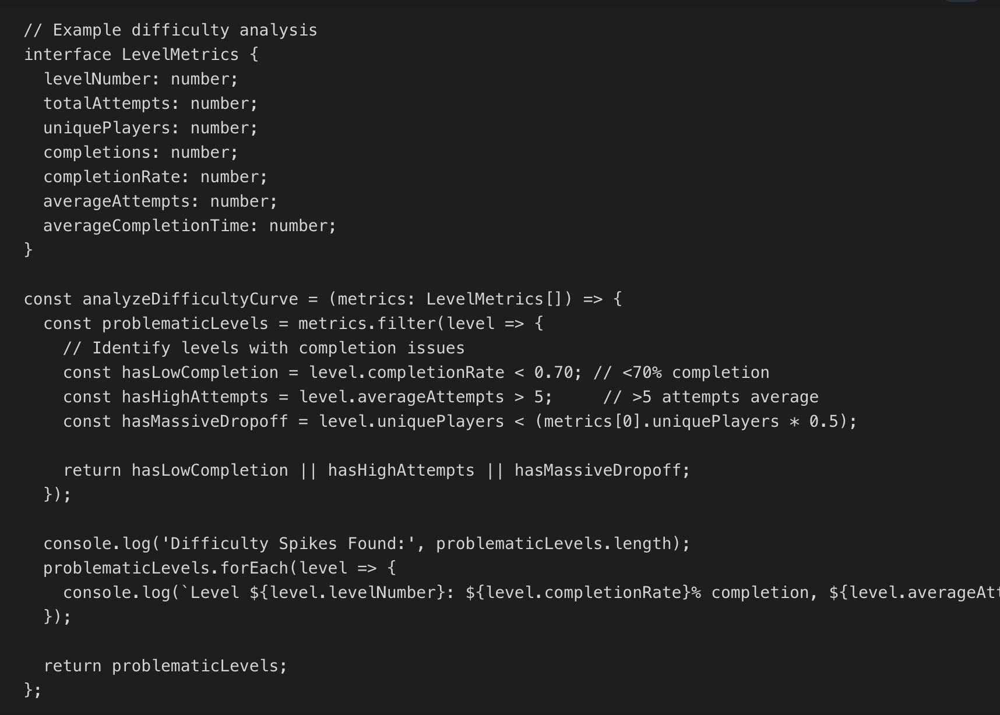 // Example difficulty analysis
interface LevelMetrics {
  levelNumber: number;
  totalAttempts: number;
  uniquePlayers: number;
  completions: number;
  completionRate: number;
  averageAttempts: number;
  averageCompletionTime: number;
}

const analyzeDifficultyCurve = (metrics: LevelMetrics[]) => {
  const problematicLevels = metrics.filter(level => {
    // Identify levels with completion issues
    const hasLowCompletion = level.completionRate < 0.70; // <70% completion
    const hasHighAttempts = level.averageAttempts > 5;     // >5 attempts average
    const hasMassiveDropoff = level.uniquePlayers < (metrics[0].uniquePlayers * 0.5);

    return hasLowCompletion || hasHighAttempts || hasMassiveDropoff;
  });

  console.log('Difficulty Spikes Found:', problematicLevels.length);
  problematicLevels.forEach(level => {
    console.log(`Level ${level.levelNumber}: ${level.completionRate}% completion, ${level.averageAtt
  });

  return problematicLevels;
};